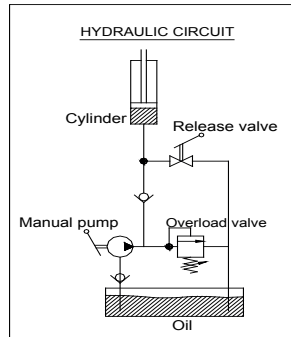 HYDRAULIC CIRCUIT
Cylinder
Release valve
Manual pump
Overload valve
Oil